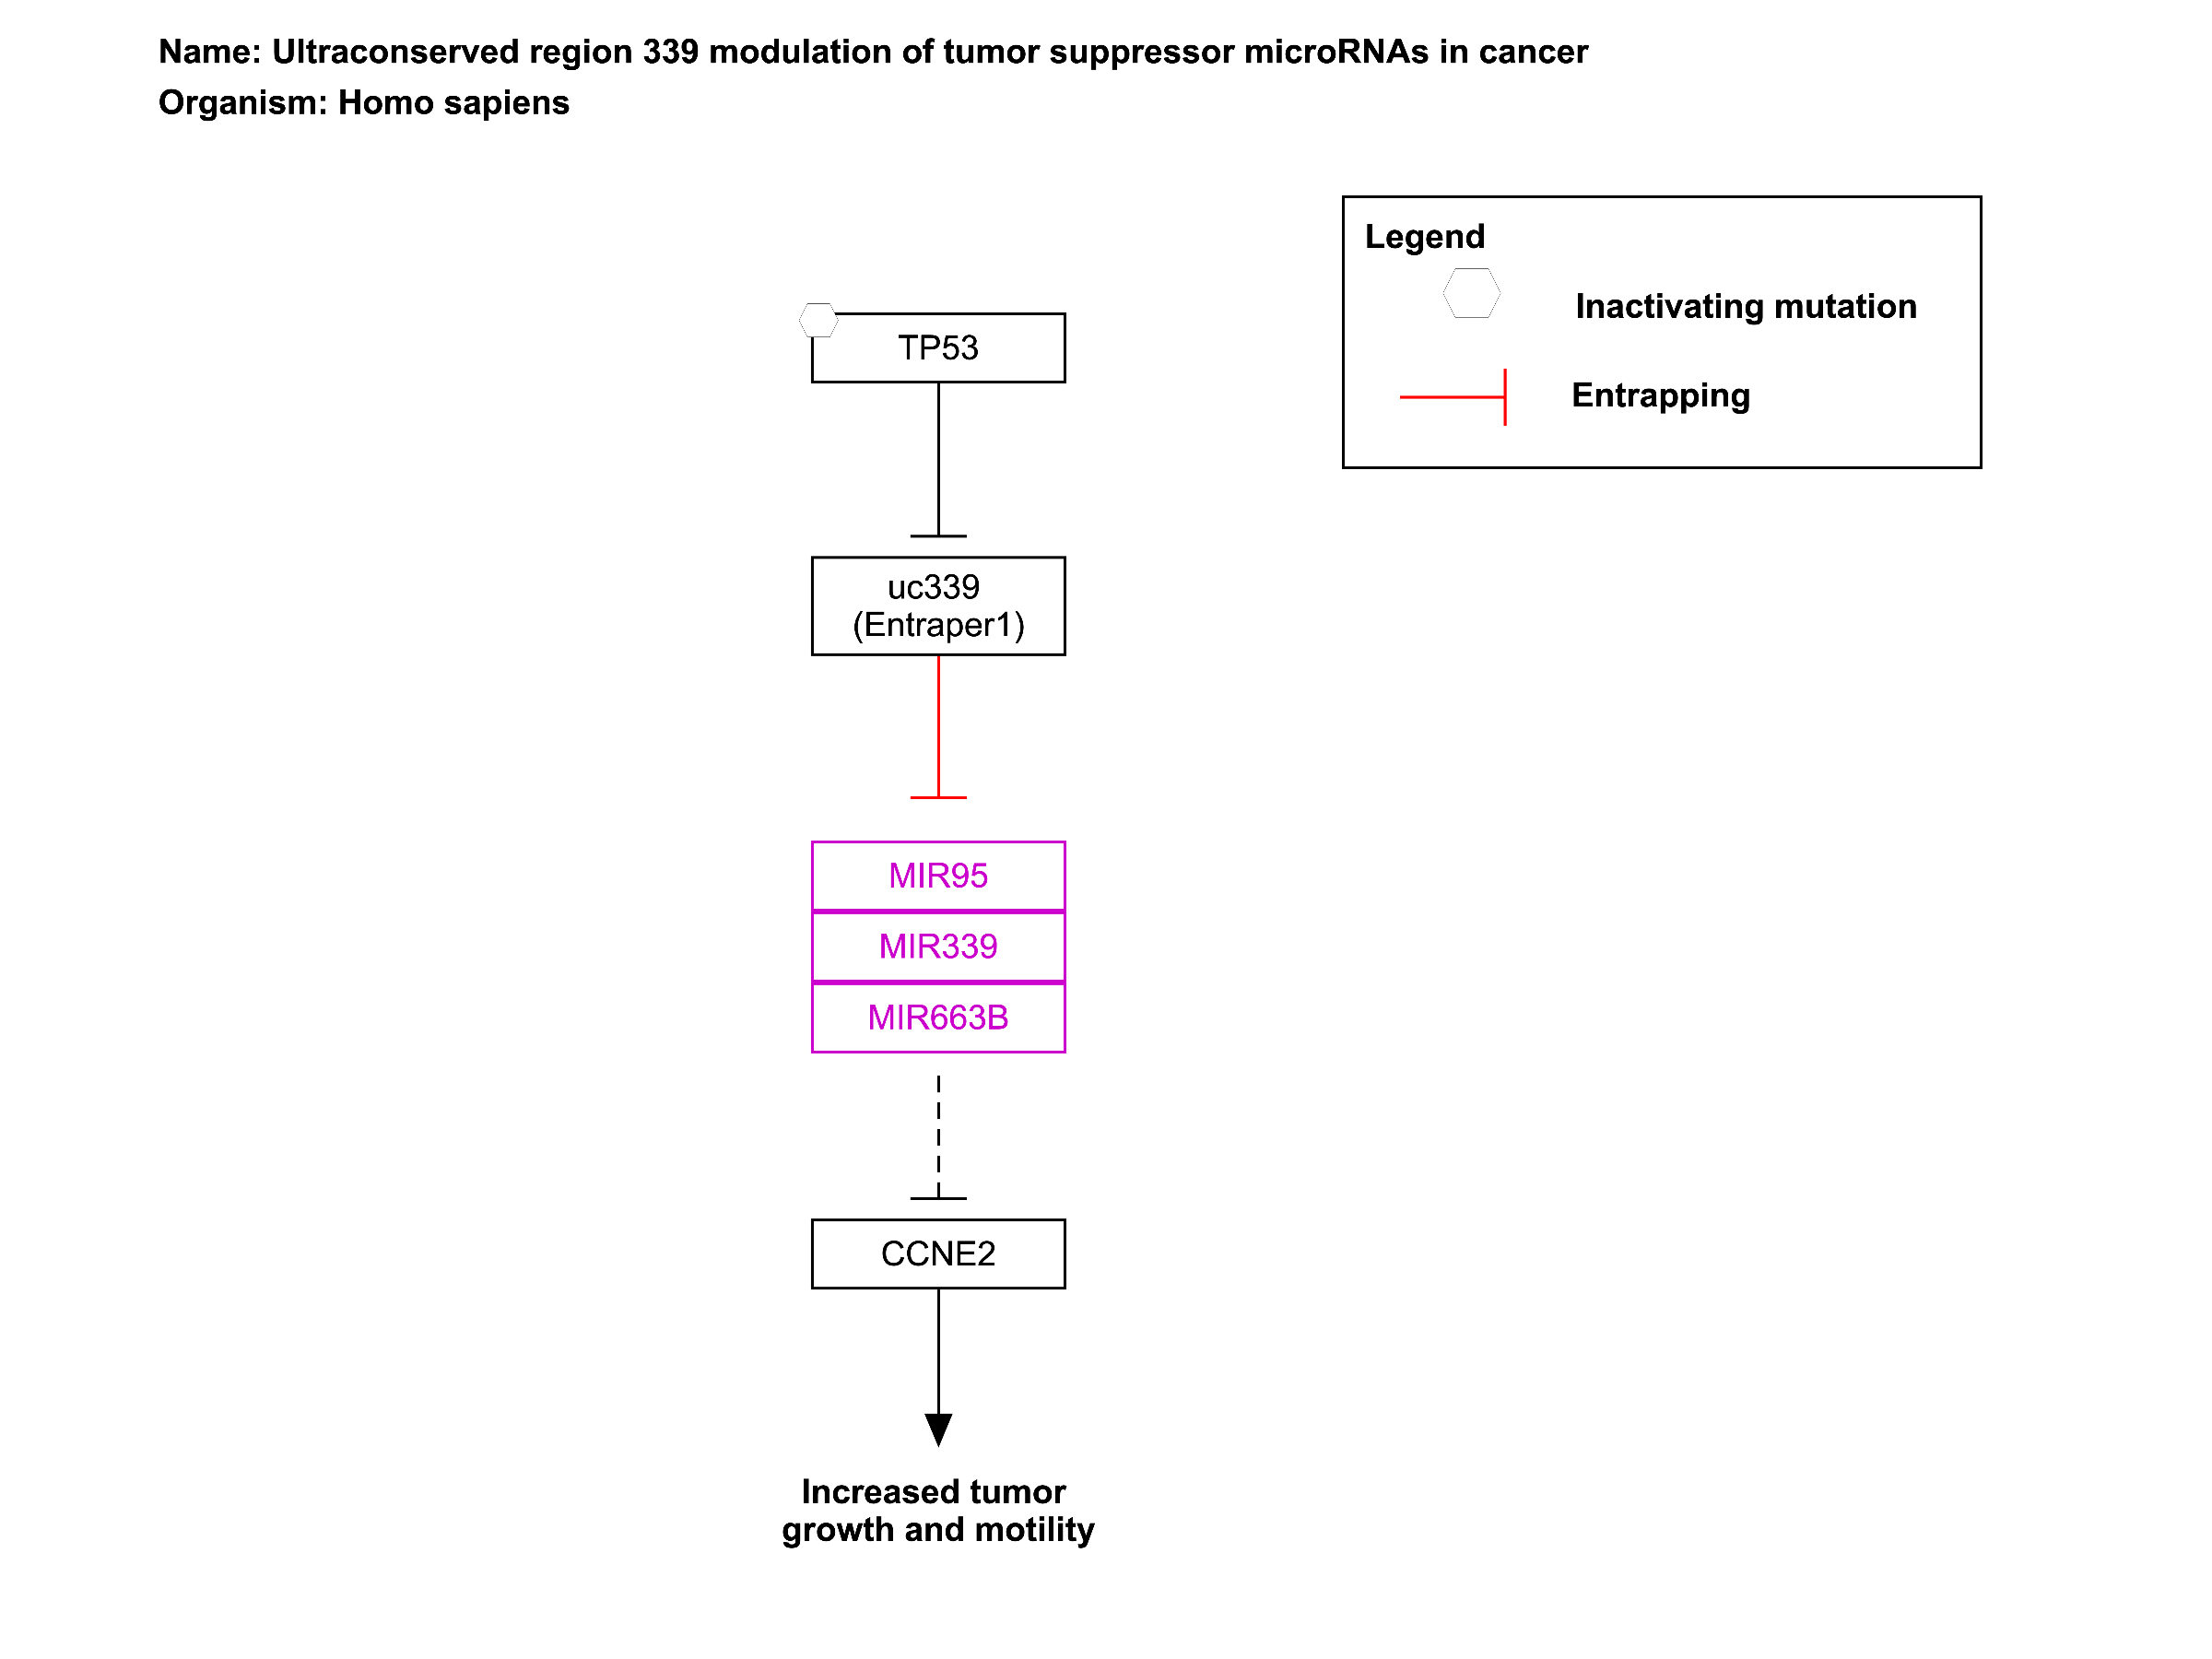 Name: Ultraconserved region 339 modulation of tumor suppressor microRNAs in cancer
Organism: Homo sapiens
Legend
Inactivating mutation
Entrapping
TP53
uc339
(Entraper1)
MIR95
MIR339
MIR663B
CCNE2
Increased tumor
growth and motility